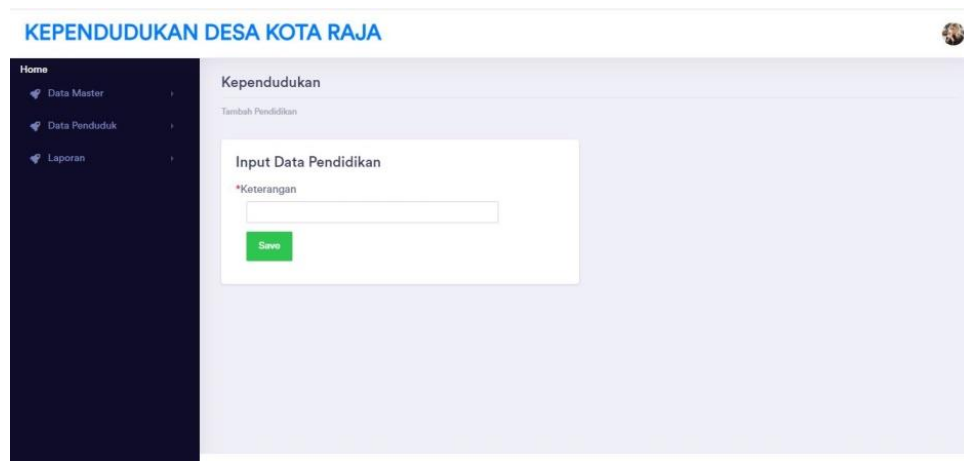 KEPENDUDUKAN DESA KOTA RAJA
Home
Data Master
Data Penduduk
Laporan
Kependudukan
Tambah Pendidikan
Input Data Pendidikan
*Keterangan
Save